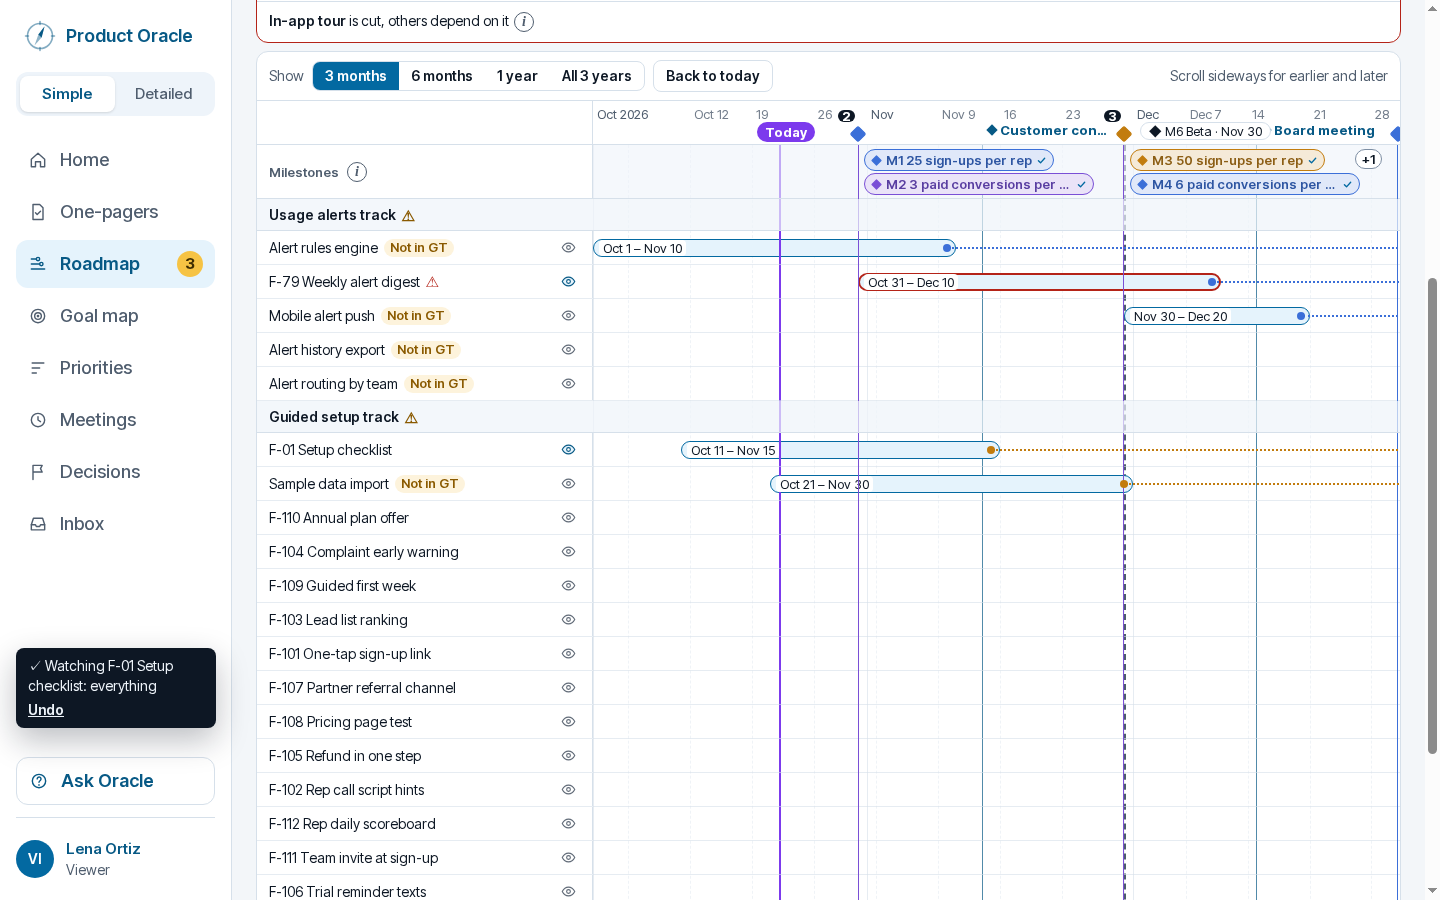 Product Oracle
Simple
Detailed
Home
One-pagers
Roadmap
3
Goal map
Priorities
Meetings
Decisions
Inbox
✓ Watching F-01 Setup
checklist: everything
Undo
Ask Oracle
VI
Lena Ortiz
Viewer
In-app tour is cut, others depend on it i
Show
3 months
6 months
1 year
All 3 years
Back to today
Scroll sideways for earlier and later
Oct 2026
Oct 12
19
26
2
Nov
Nov 9
16
23
3
Dec
Dec 7
14
21
28
Today
Customer con...
M6 Beta · Nov 30
Board meeting
Milestones i
M1 25 sign-ups per rep ✓
M3 50 sign-ups per rep ✓
+1
M2 3 paid conversions per ... ✓
M4 6 paid conversions per ... ✓
Usage alerts track ⚠
Alert rules engine Not in GT
Oct 1 – Nov 10
F-79 Weekly alert digest ⚠
Oct 31 – Dec 10
Mobile alert push Not in GT
Nov 30 – Dec 20
Alert history export Not in GT
Alert routing by team Not in GT
Guided setup track ⚠
F-01 Setup checklist
Oct 11 – Nov 15
Sample data import Not in GT
Oct 21 – Nov 30
F-110 Annual plan offer
F-104 Complaint early warning
F-109 Guided first week
F-103 Lead list ranking
F-101 One-tap sign-up link
F-107 Partner referral channel
F-108 Pricing page test
F-105 Refund in one step
F-102 Rep call script hints
F-112 Rep daily scoreboard
F-111 Team invite at sign-up
F-106 Trial reminder texts